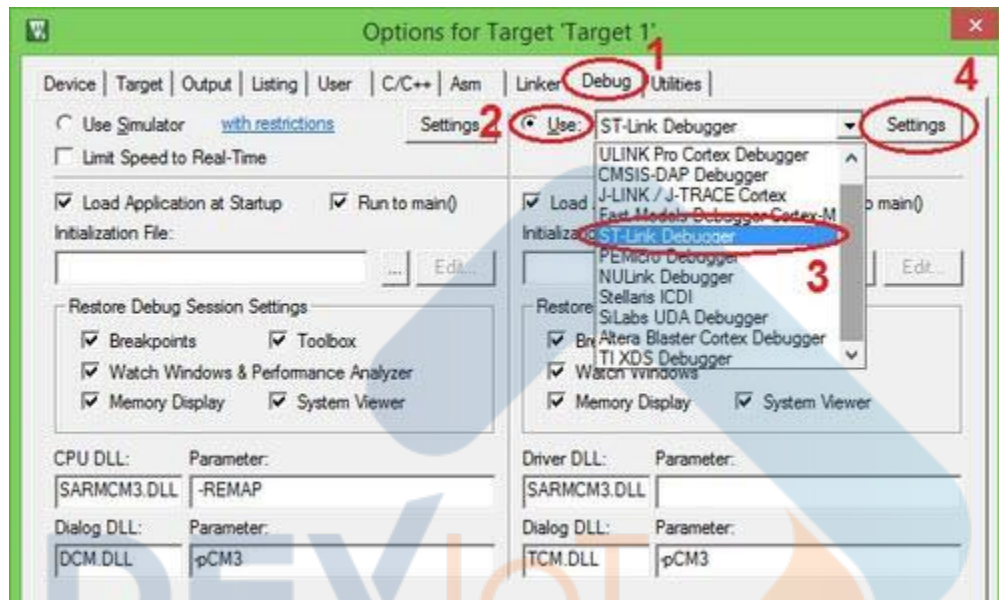 Options for Target 'Target 1'
1
4
Device Target Output Listing User C/C++ Asm Linker Debug Utilities
Use Simulator with restrictions Settings
Limit Speed to Real-Time
Load Application at Startup Run to main()
Initialization File:
... Edit...
Restore Debug Session Settings
Breakpoints Toolbox
Watch Windows & Performance Analyzer
Memory Display System Viewer
CPU DLL: Parameter:
SARMCM3.DLL -REMAP
Dialog DLL: Parameter:
DCM.DLL -pCM3
2
Use: ST-Link Debugger Settings
ULINK Pro Cortex Debugger
CMSIS-DAP Debugger
J-LINK / J-TRACE Cortex
Fast Models Debugger Cortex-M
ST-Link Debugger
PEMicro Debugger
NULink Debugger
Stellaris ICDI
SiLabs UDA Debugger
Altera Blaster Cortex Debugger
TI XDS Debugger
3
Load main()
Edit...
Restore
Watch Windows
Memory Display System Viewer
Driver DLL: Parameter:
SARMCM3.DLL
Dialog DLL: Parameter:
TCM.DLL -pCM3
DEVIOT